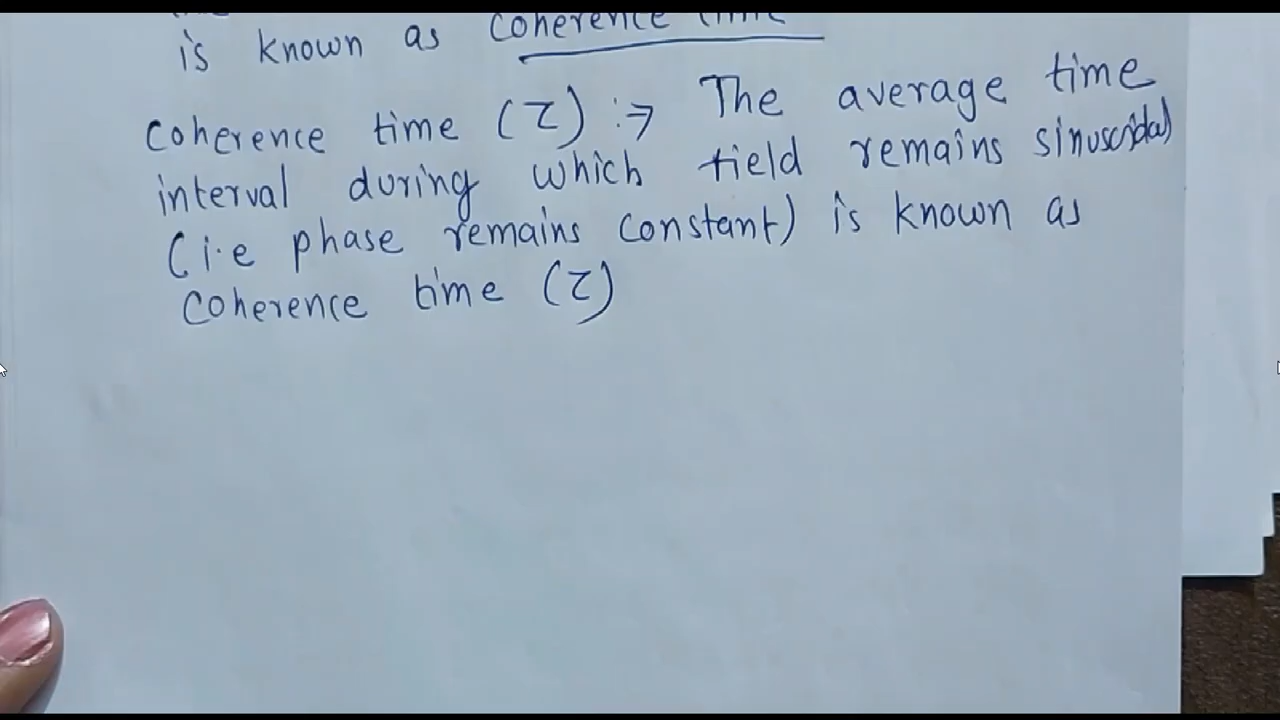 is known as coherence time
Coherence time (τ) :→ The average time
interval during which field remains sinusoidal
(i.e phase remains constant) is known as
Coherence time (τ)